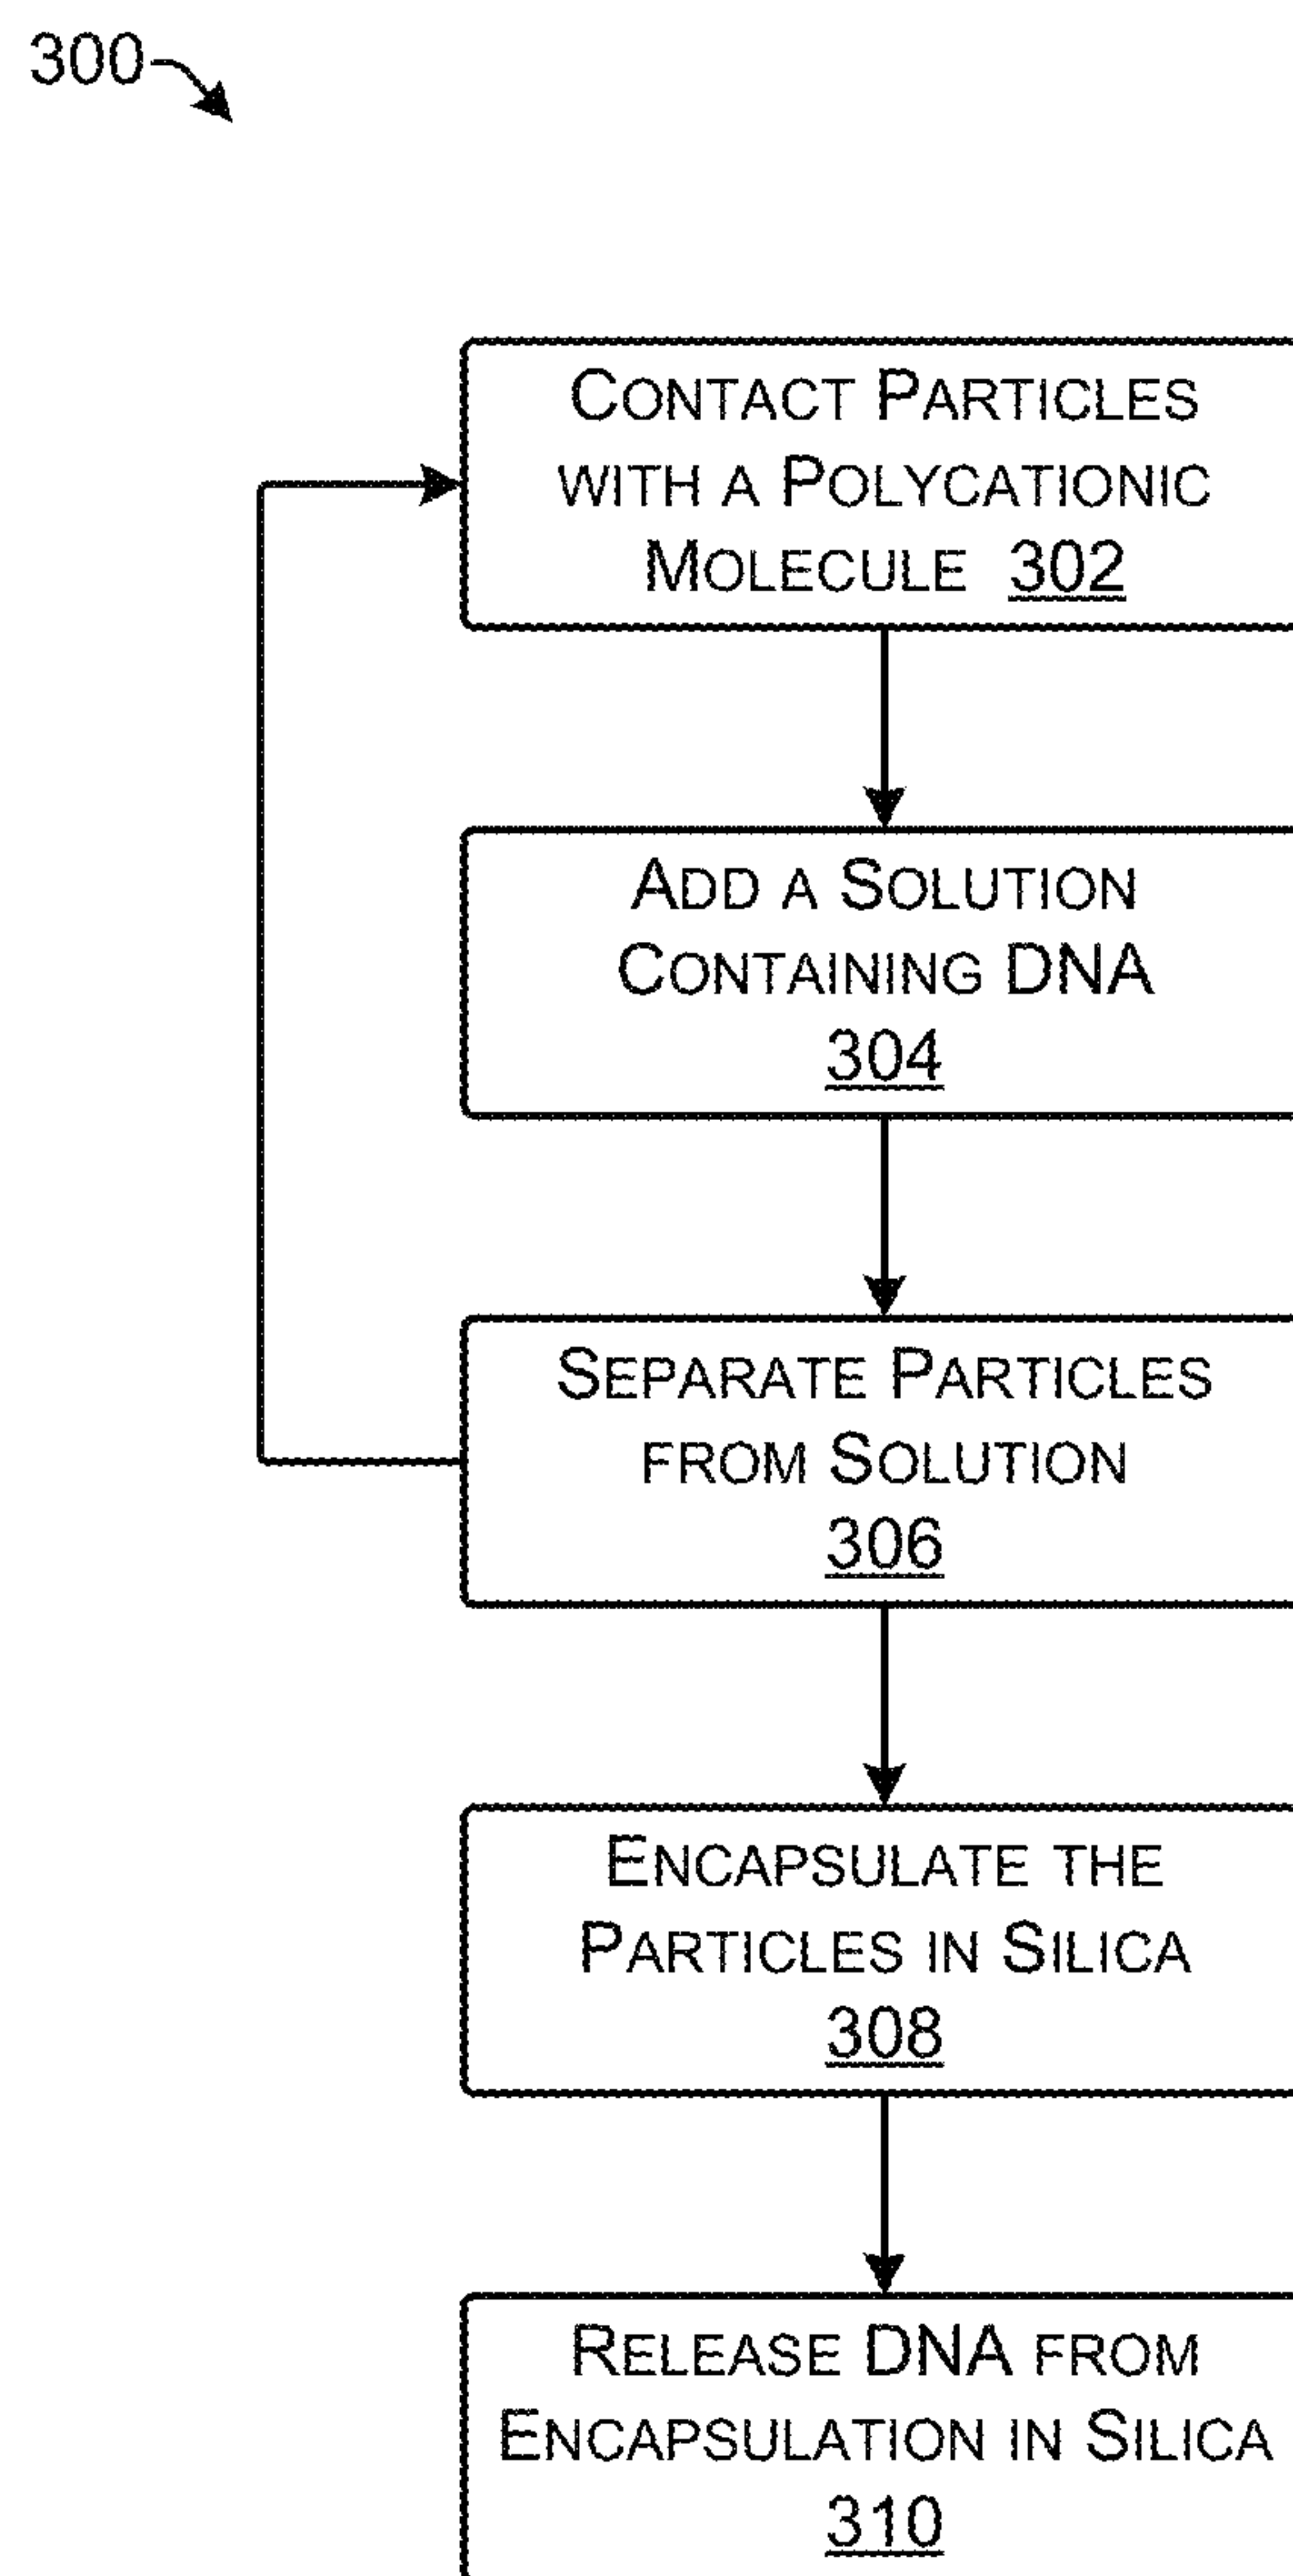 300
CONTACT PARTICLES
WITH A POLYCATIONIC
MOLECULE 302
ADD A SOLUTION
CONTAINING DNA
304
SEPARATE PARTICLES
FROM SOLUTION
306
ENCAPSULATE THE
PARTICLES IN SILICA
308
RELEASE DNA FROM
ENCAPSULATION IN SILICA
310